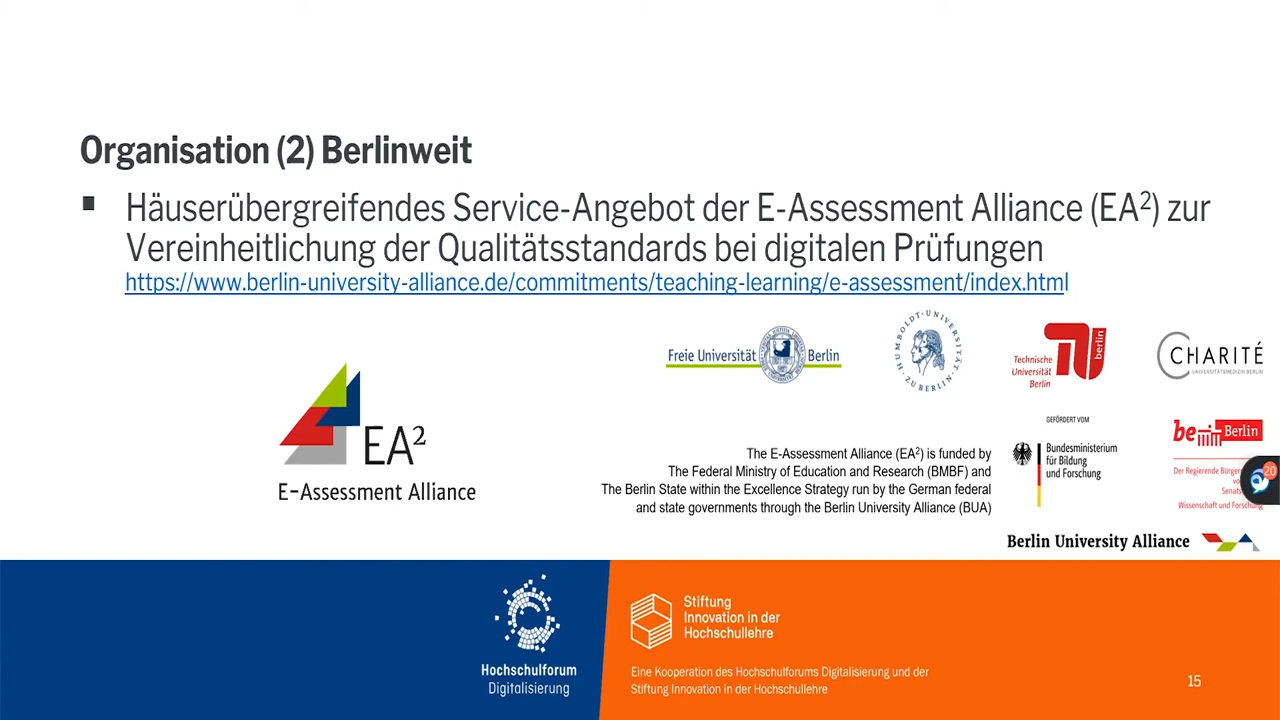 Organisation (2) Berlinweit
▪ Häuserübergreifendes Service-Angebot der E-Assessment Alliance (EA²) zur
Vereinheitlichung der Qualitätsstandards bei digitalen Prüfungen
https://www.berlin-university-alliance.de/commitments/teaching-learning/e-assessment/index.html
Freie Universität Berlin
HUMBOLDT-UNIVERSITÄT ZU BERLIN
Technische
Universität
Berlin
berlin
CHARITÉ
UNIVERSITÄTSMEDIZIN BERLIN
EA²
E-Assessment Alliance
The E-Assessment Alliance (EA²) is funded by
The Federal Ministry of Education and Research (BMBF) and
The Berlin State within the Excellence Strategy run by the German federal
and state governments through the Berlin University Alliance (BUA)
GEFÖRDERT VOM
Bundesministerium
für Bildung
und Forschung
be Berlin
Der Regierende Bürger
Senats
Wissenschaft und Forschung
20
Berlin University Alliance
Hochschulforum
Digitalisierung
Stiftung
Innovation in der
Hochschullehre
Eine Kooperation des Hochschulforums Digitalisierung und der
Stiftung Innovation in der Hochschullehre
15